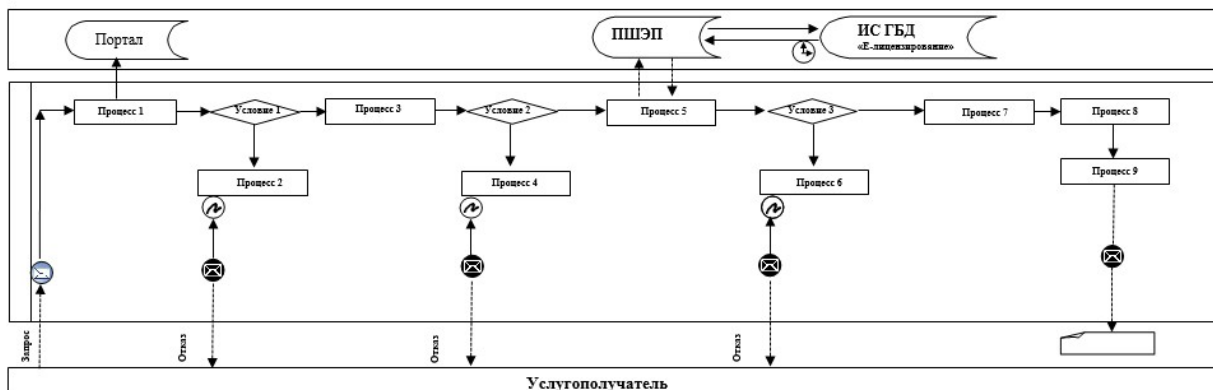 Портал
ПШЭП
ИС ГБД
«Е-лицензирование»
Процесс 1
Условие 1
Процесс 3
Условие 2
Процесс 5
Условие 3
Процесс 7
Процесс 8
Процесс 2
Процесс 4
Процесс 6
Процесс 9
Запрос
Отказ
Отказ
Отказ
Услугополучатель